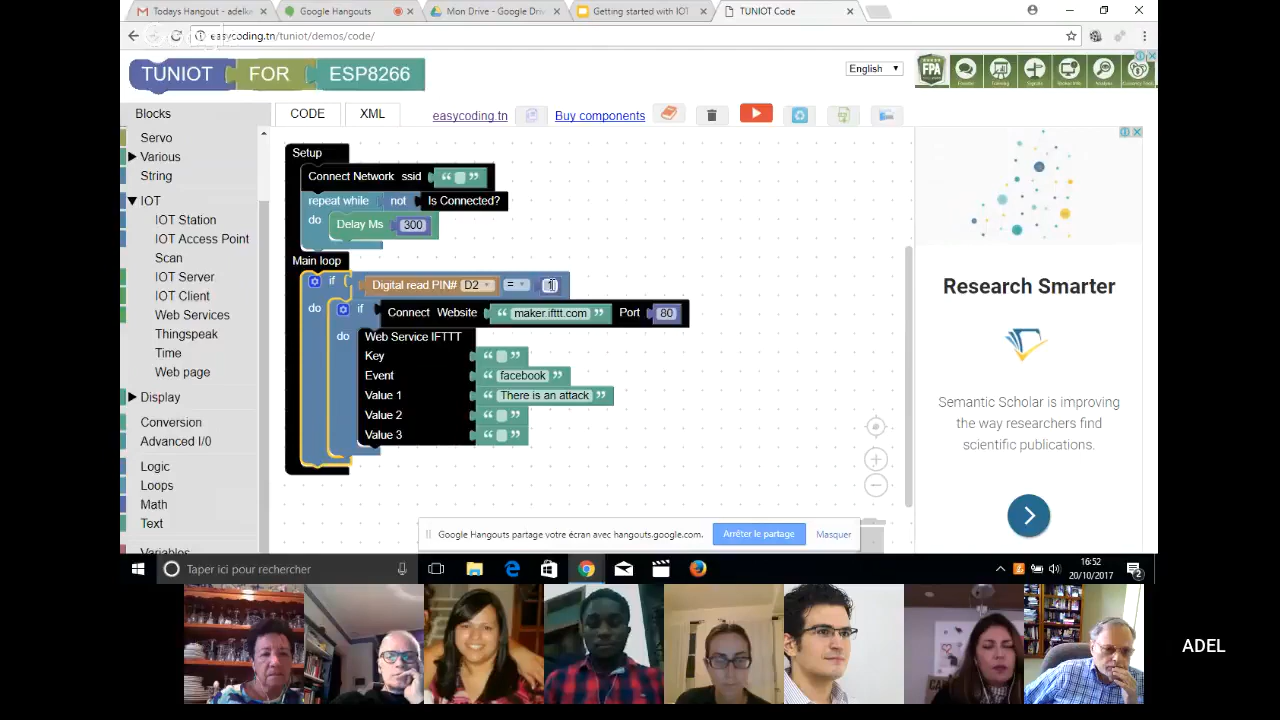 Todays Hangout - adelke
Google Hangouts
Mon Drive - Google Dri
Getting started with IOT
TUNIOT Code
easycoding.tn/tuniot/demos/code/
TUNIOT FOR ESP8266
English
FPA
Blocks
CODE
XML
easycoding.tn
Buy components
Servo
Various
String
IOT
IOT Station
IOT Access Point
Scan
IOT Server
IOT Client
Web Services
Thingspeak
Time
Web page
Display
Conversion
Advanced I/0
Logic
Loops
Math
Text
Variables
Setup
Connect Network ssid “ ”
repeat while not Is Connected?
do Delay Ms 300
Main loop
if Digital read PIN# D2 =
do if Connect Website “ maker.ifttt.com ” Port 80
do Web Service IFTTT
Key “ ”
Event “ facebook ”
Value 1 “ There is an attack ”
Value 2 “ ”
Value 3 “ ”
Research Smarter
Semantic Scholar is improving
the way researchers find
scientific publications.
Google Hangouts partage votre écran avec hangouts.google.com.
Arrêter le partage
Masquer
Taper ici pour rechercher
16:52
20/10/2017
2
ADEL